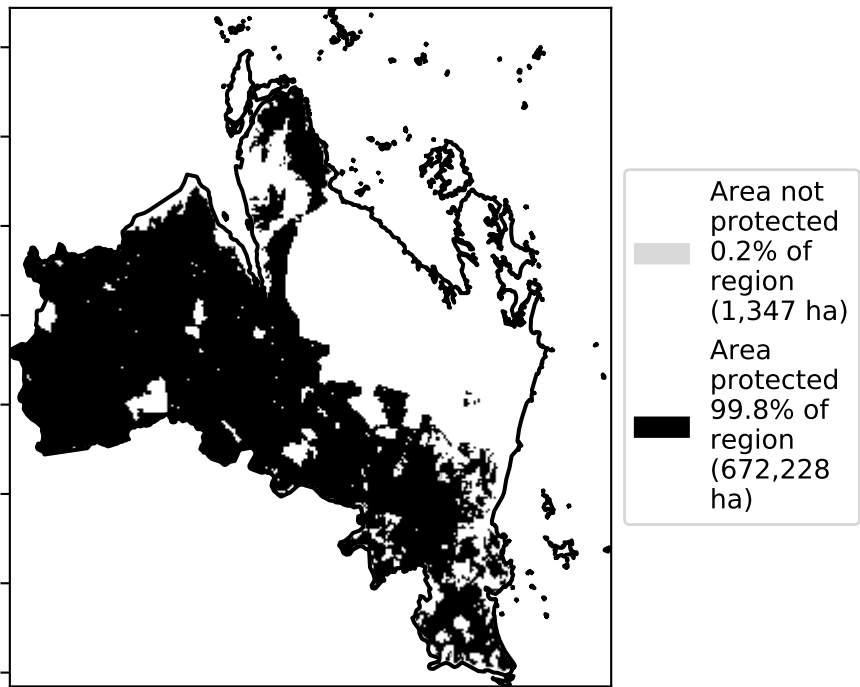 Area not
protected
0.2% of
region
(1,347 ha)
Area
protected
99.8% of
region
(672,228
ha)